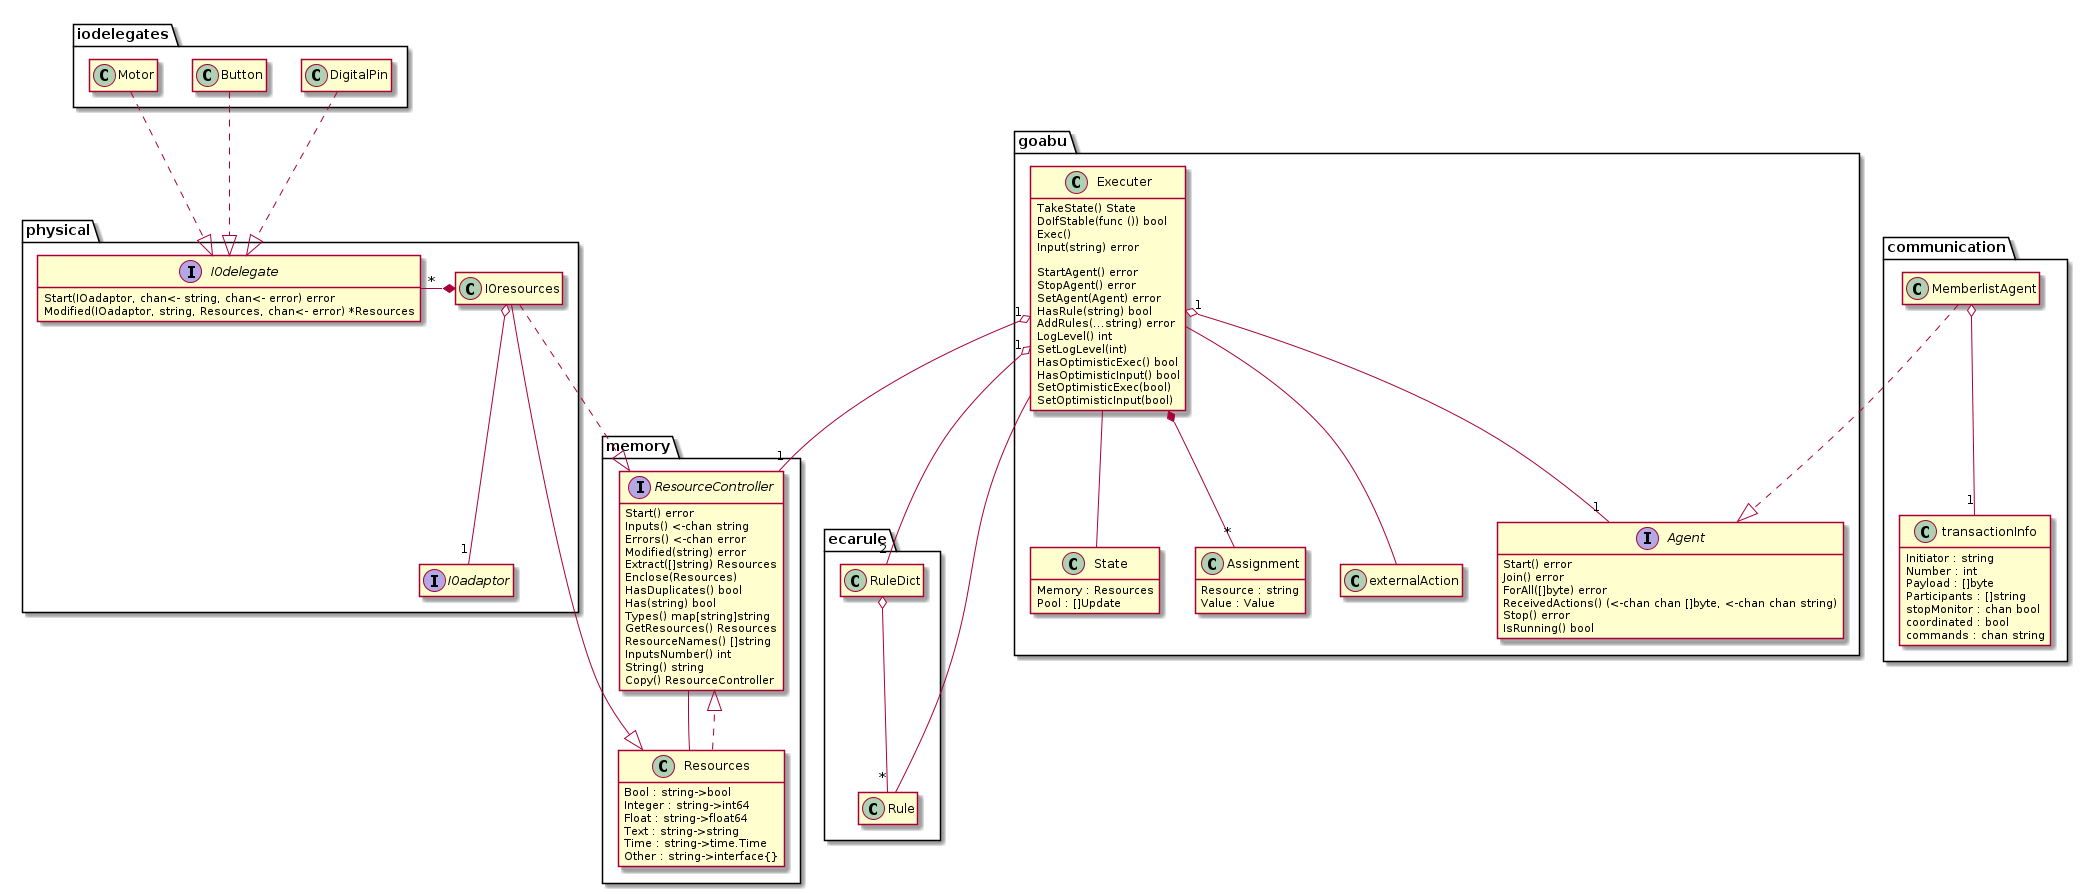 iodelegates
C Motor
C Button
C DigitalPin
physical
I IOdelegate
Start(IOadaptor, chan<- string, chan<- error) error
Modified(IOadaptor, string, Resources, chan<- error) *Resources
*
C IOresources
1
I IOadaptor
memory
I ResourceController
Start() error
Inputs() <-chan string
Errors() <-chan error
Modified(string) error
Extract([]string) Resources
Enclose(Resources)
HasDuplicates() bool
Has(string) bool
Types() map[string]string
GetResources() Resources
ResourceNames() []string
InputsNumber() int
String() string
Copy() ResourceController
1
C Resources
Bool : string->bool
Integer : string->int64
Float : string->float64
Text : string->string
Time : string->time.Time
Other : string->interface{}
ecarule
2
C RuleDict
*
C Rule
goabu
C Executer
TakeState() State
DoIfStable(func ()) bool
Exec()
Input(string) error
StartAgent() error
StopAgent() error
SetAgent(Agent) error
HasRule(string) bool
AddRules(...string) error
LogLevel() int
SetLogLevel(int)
HasOptimisticExec() bool
HasOptimisticInput() bool
SetOptimisticExec(bool)
SetOptimisticInput(bool)
1
1
1
C State
Memory : Resources
Pool : []Update
*
C Assignment
Resource : string
Value : Value
C externalAction
1
I Agent
Start() error
Join() error
ForAll([]byte) error
ReceivedActions() (<-chan chan []byte, <-chan chan string)
Stop() error
IsRunning() bool
communication
C MemberlistAgent
1
C transactionInfo
Initiator : string
Number : int
Payload : []byte
Participants : []string
stopMonitor : chan bool
coordinated : bool
commands : chan string